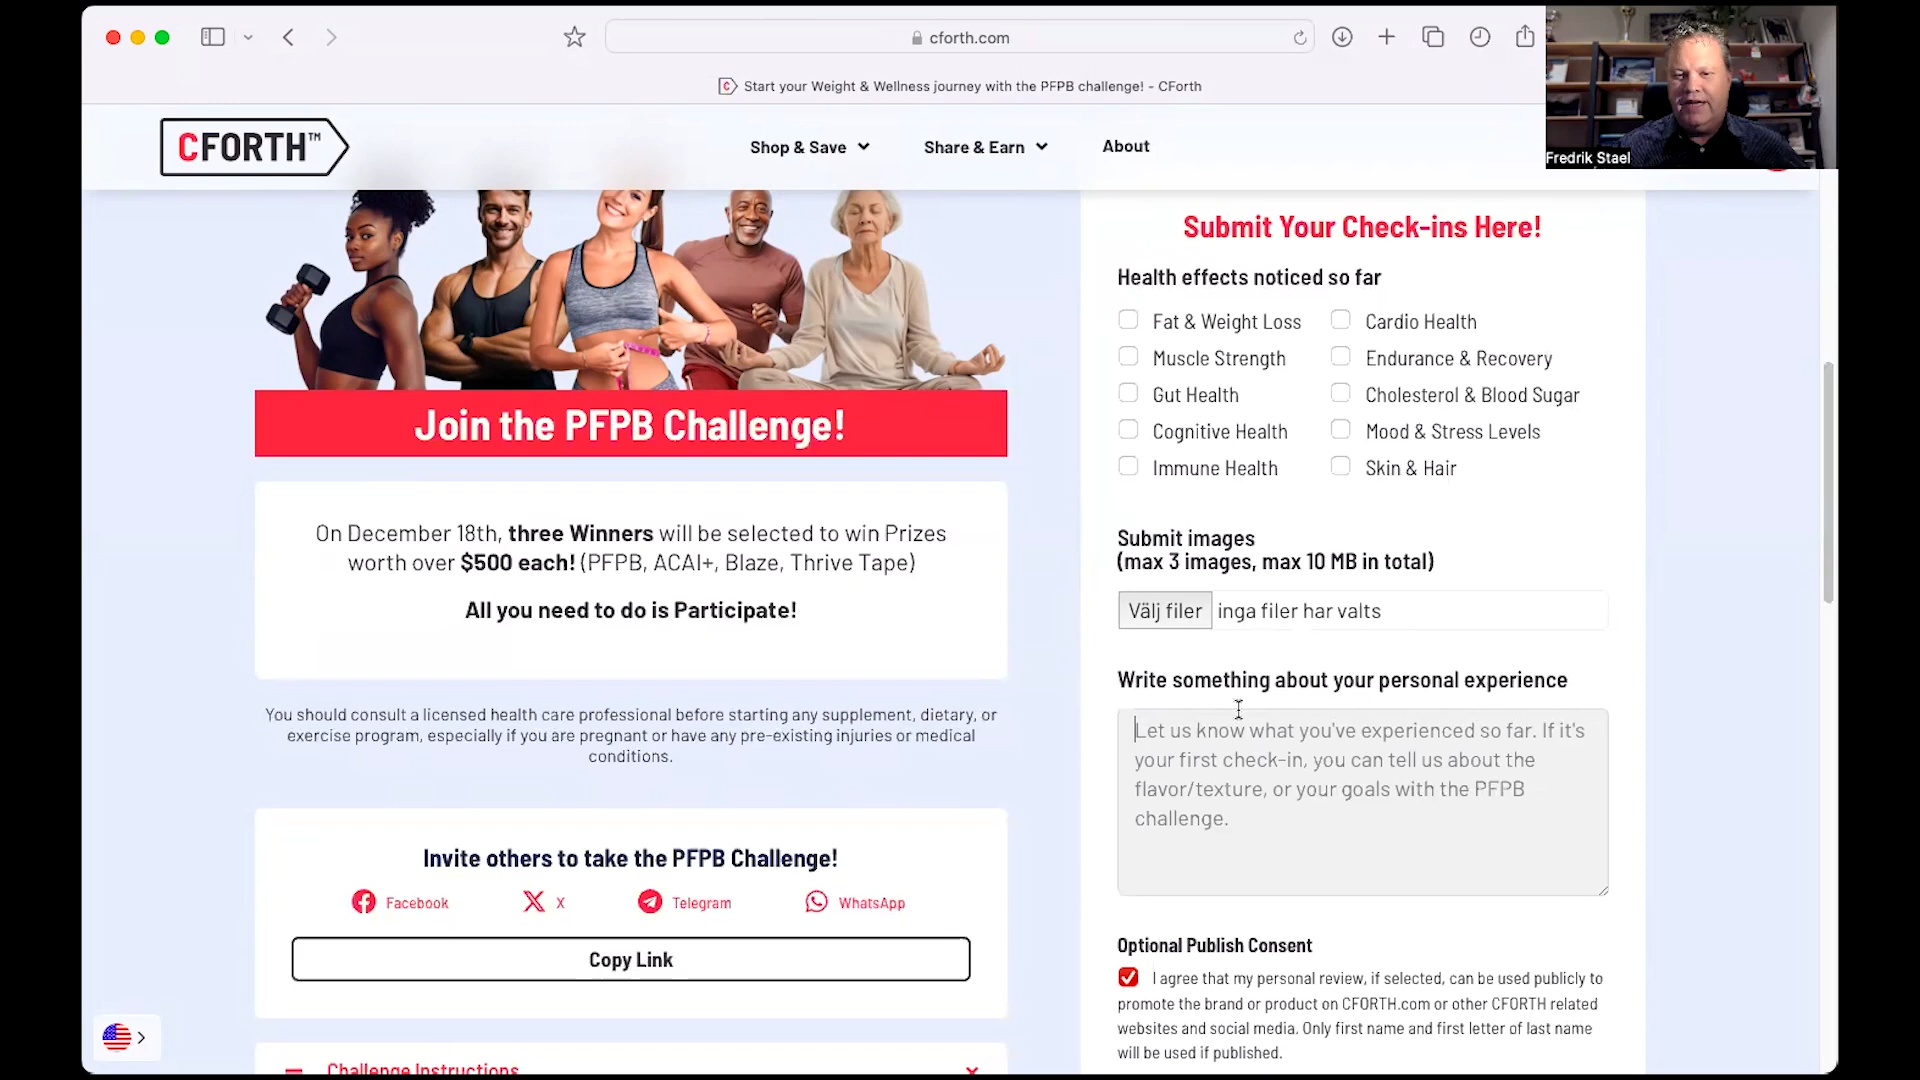 cforth.com
Start your Weight & Wellness journey with the PFPB challenge! - CForth
Fredrik Stael
CFORTH™
Shop & Save
Share & Earn
About
Join the PFPB Challenge!
On December 18th, three Winners will be selected to win Prizes
worth over $500 each! (PFPB, ACAI+, Blaze, Thrive Tape)
All you need to do is Participate!
You should consult a licensed health care professional before starting any supplement, dietary, or
exercise program, especially if you are pregnant or have any pre-existing injuries or medical
conditions.
Invite others to take the PFPB Challenge!
Facebook
X
Telegram
WhatsApp
Copy Link
Challenge Instructions
Submit Your Check-ins Here!
Health effects noticed so far
Fat & Weight Loss
Cardio Health
Muscle Strength
Endurance & Recovery
Gut Health
Cholesterol & Blood Sugar
Cognitive Health
Mood & Stress Levels
Immune Health
Skin & Hair
Submit images
(max 3 images, max 10 MB in total)
Välj filer inga filer har valts
Write something about your personal experience
Let us know what you've experienced so far. If it's
your first check-in, you can tell us about the
flavor/texture, or your goals with the PFPB
challenge.
Optional Publish Consent
I agree that my personal review, if selected, can be used publicly to
promote the brand or product on CFORTH.com or other CFORTH related
websites and social media. Only first name and first letter of last name
will be used if published.